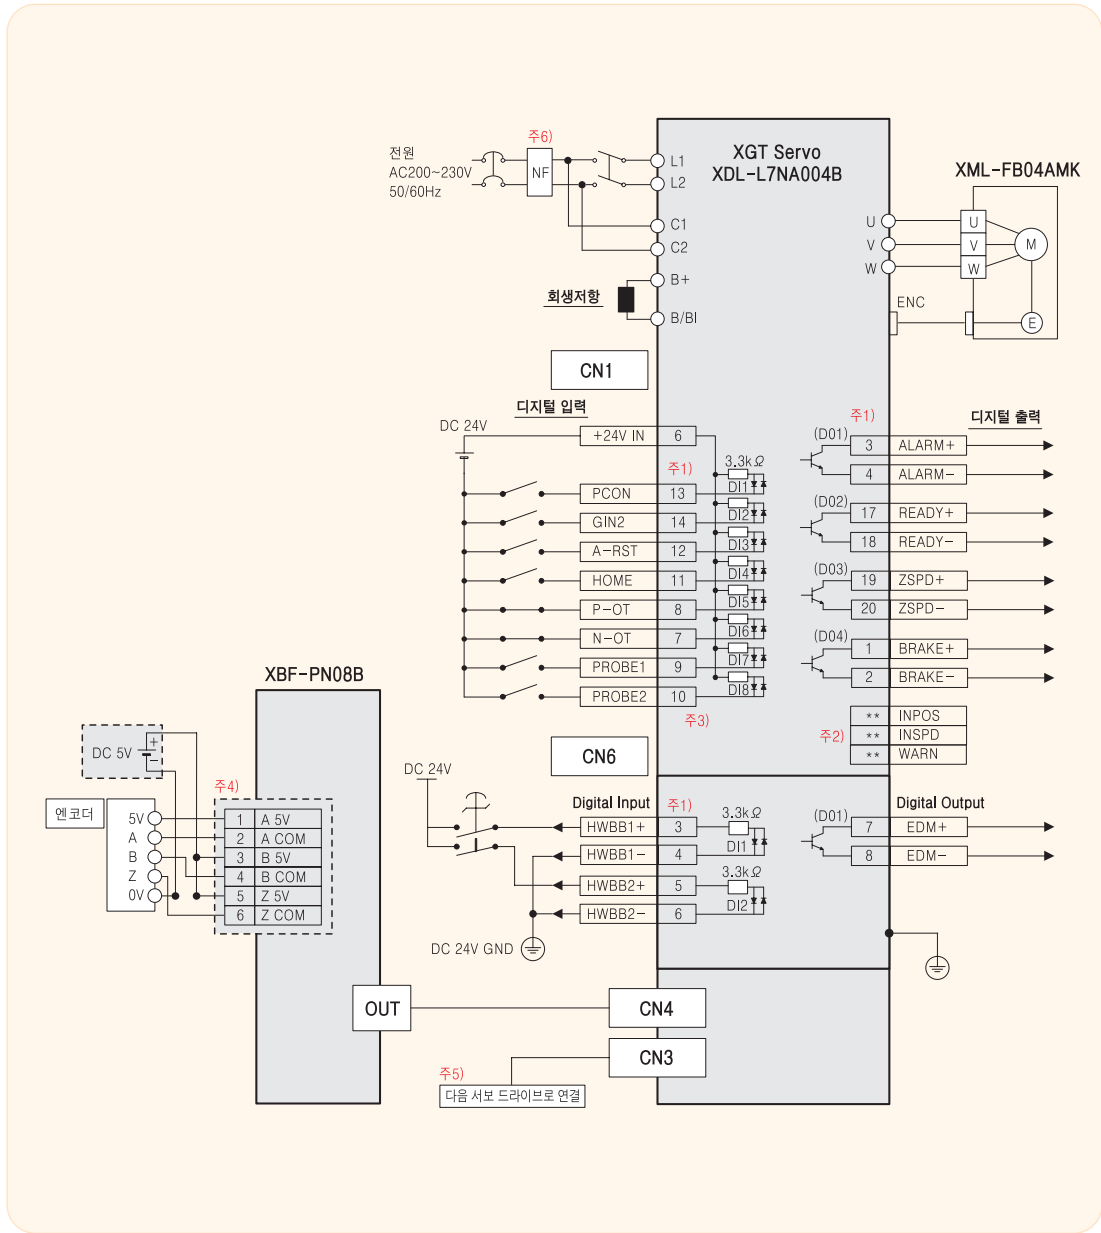 주6)
전원
AC200~230V
50/60Hz
NF
L1
L2
C1
C2
B+
B/BI
회생저항
XGT Servo
XDL-L7NA004B
XML-FB04AMK
U
V
W
U
V
W
M
ENC
E
CN1
디지털 입력
DC 24V
+24V IN 6
주1)
3.3kΩ
PCON 13 DI1
GIN2 14 DI2
A-RST 12 DI3
HOME 11 DI4
P-OT 8 DI5
N-OT 7 DI6
PROBE1 9 DI7
PROBE2 10 DI8
주3)
주1)
디지털 출력
(D01)
3 ALARM+
4 ALARM-
(D02)
17 READY+
18 READY-
(D03)
19 ZSPD+
20 ZSPD-
(D04)
1 BRAKE+
2 BRAKE-
주2)
** INPOS
** INSPD
** WARN
CN6
DC 24V
Digital Input
주1)
HWBB1+ 3
3.3kΩ
DI1
HWBB1- 4
HWBB2+ 5
3.3kΩ
DI2
HWBB2- 6
DC 24V GND
Digital Output
(D01)
7 EDM+
8 EDM-
XBF-PN08B
DC 5V
+
-
주4)
엔코더
5V
A
B
Z
0V
1 A 5V
2 A COM
3 B 5V
4 B COM
5 Z 5V
6 Z COM
OUT
CN4
CN3
주5)
다음 서보 드라이브로 연결